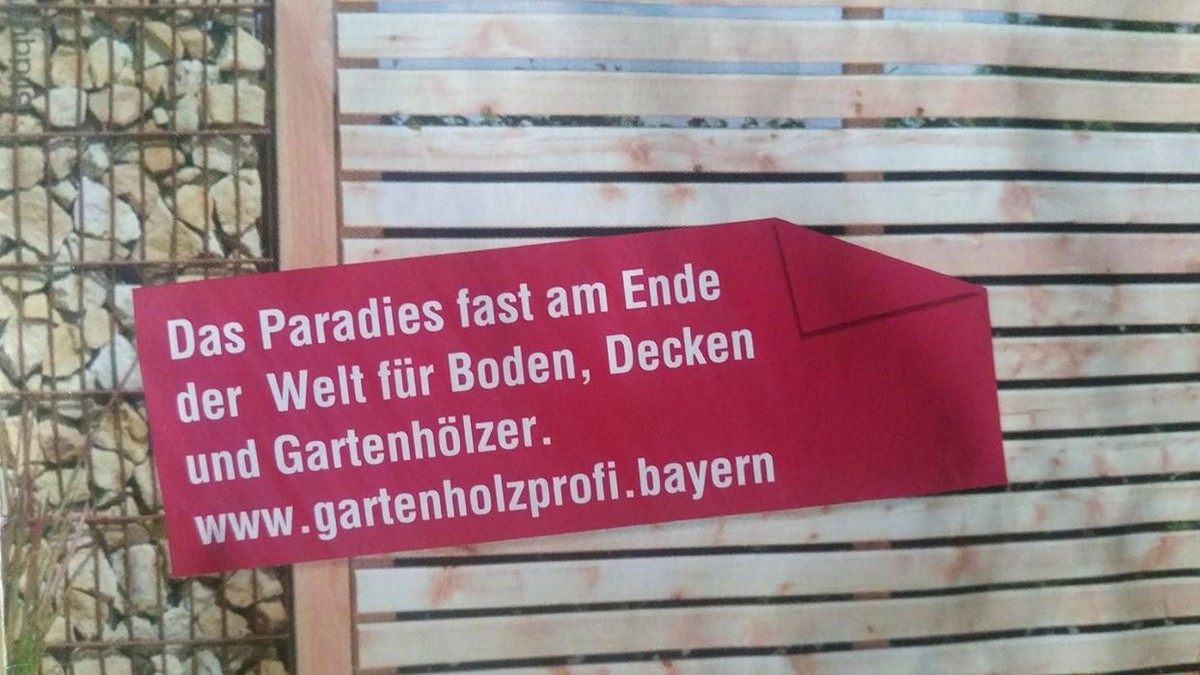 Das Paradies fast am Ende
der Welt für Boden, Decken
und Gartenhölzer.
www.gartenholzprofi.bayern